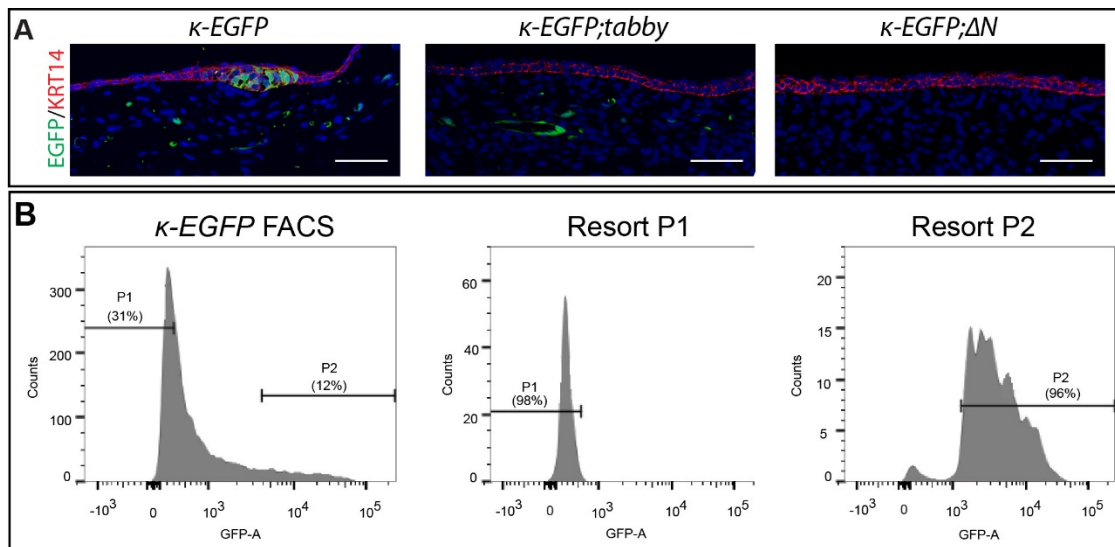 A
κ-EGFP
κ-EGFP;tabby
κ-EGFP;ΔN
EGFP/KRT14
B
κ-EGFP FACS
Resort P1
Resort P2
300
200
100
0
Counts
P1
(31%)
P2
(12%)
-10³
0
10³
10⁴
10⁵
GFP-A
60
40
20
0
Counts
P1
(98%)
-10³
0
10³
10⁴
10⁵
GFP-A
20
15
10
5
0
Counts
P2
(96%)
-10³
0
10³
10⁴
10⁵
GFP-A